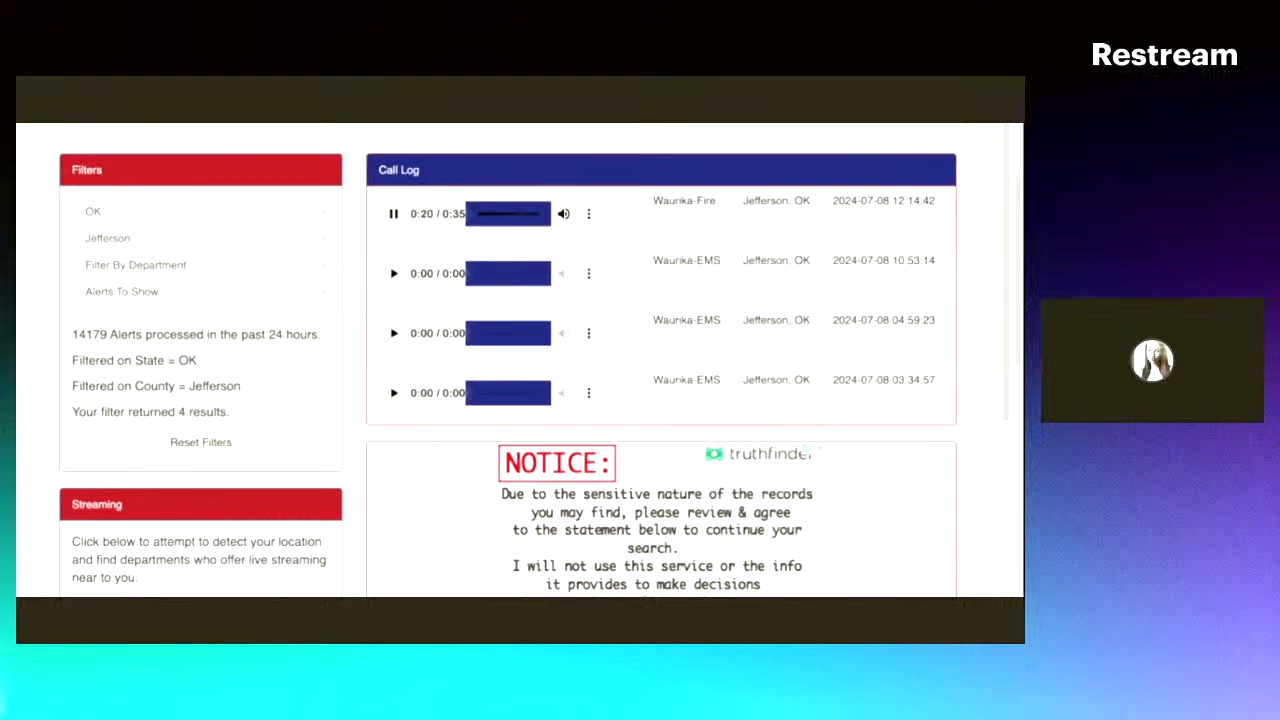 Restream
Filters
OK
Jefferson
Filter By Department
Alerts To Show
14179 Alerts processed in the past 24 hours.
Filtered on State = OK
Filtered on County = Jefferson
Your filter returned 4 results.
Reset Filters
Streaming
Click below to attempt to detect your location
and find departments who offer live streaming
near to you.
Call Log
0:20 / 0:35 Waurika-Fire Jefferson, OK 2024-07-08 12:14:42
0:00 / 0:00 Waurika-EMS Jefferson, OK 2024-07-08 10:53:14
0:00 / 0:00 Waurika-EMS Jefferson, OK 2024-07-08 04:59:23
0:00 / 0:00 Waurika-EMS Jefferson, OK 2024-07-08 03:34:57
NOTICE:
truthfinder
Due to the sensitive nature of the records
you may find, please review & agree
to the statement below to continue your
search.
I will not use this service or the info
it provides to make decisions